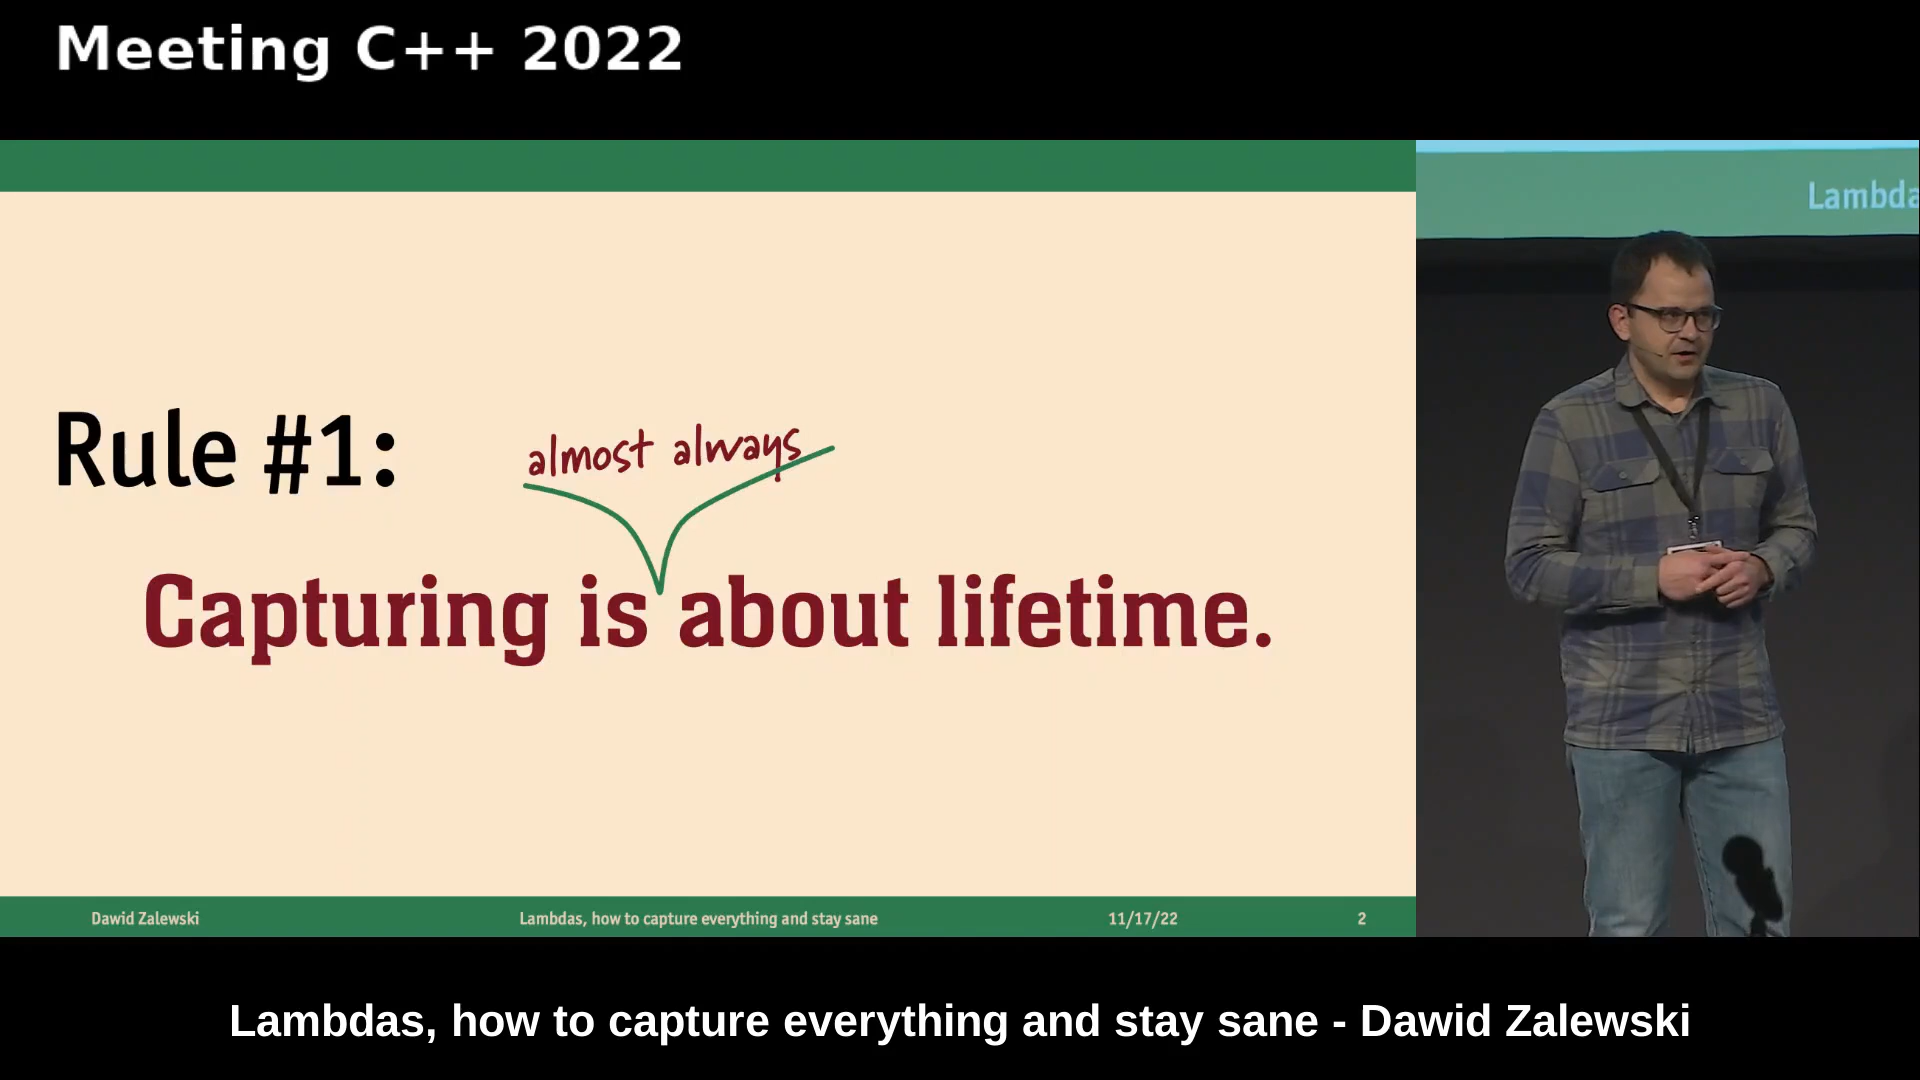 Meeting C++ 2022
Lambda
Rule #1:
almost always
Capturing is about lifetime.
Dawid Zalewski
Lambdas, how to capture everything and stay sane
11/17/22
2
Lambdas, how to capture everything and stay sane - Dawid Zalewski